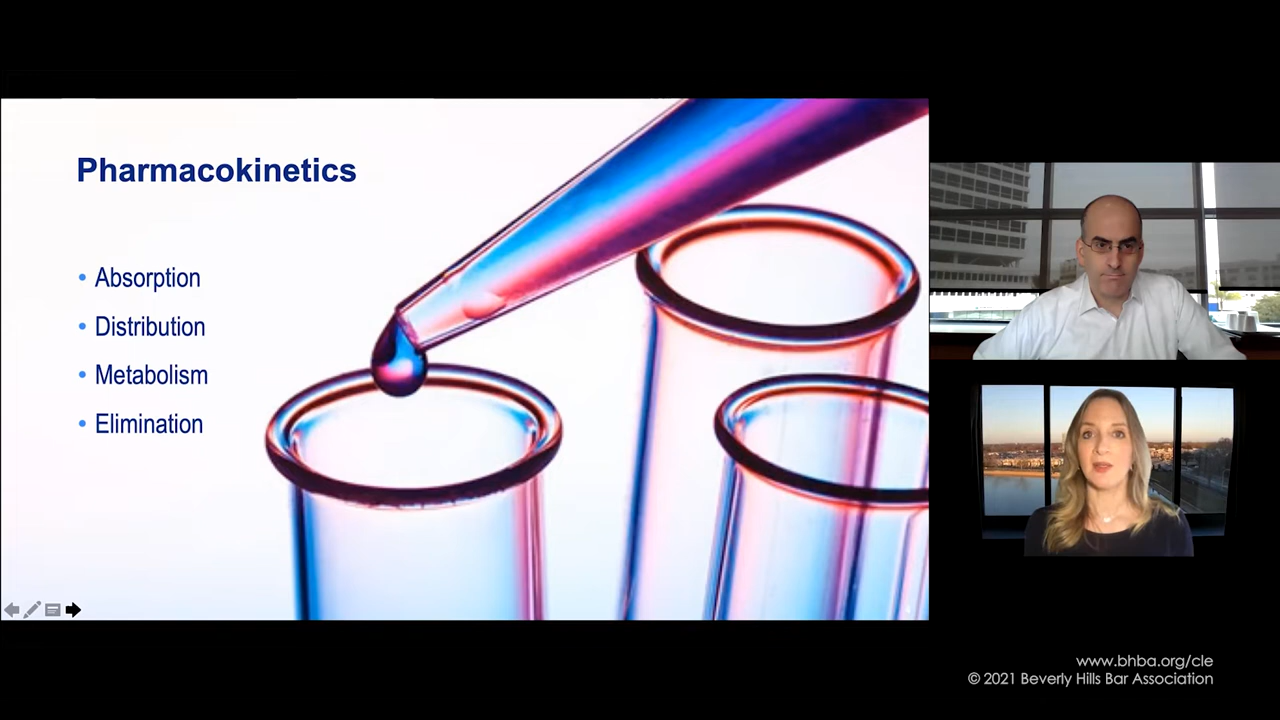 Pharmacokinetics
• Absorption
• Distribution
• Metabolism
• Elimination
www.bhba.org/cle
© 2021 Beverly Hills Bar Association